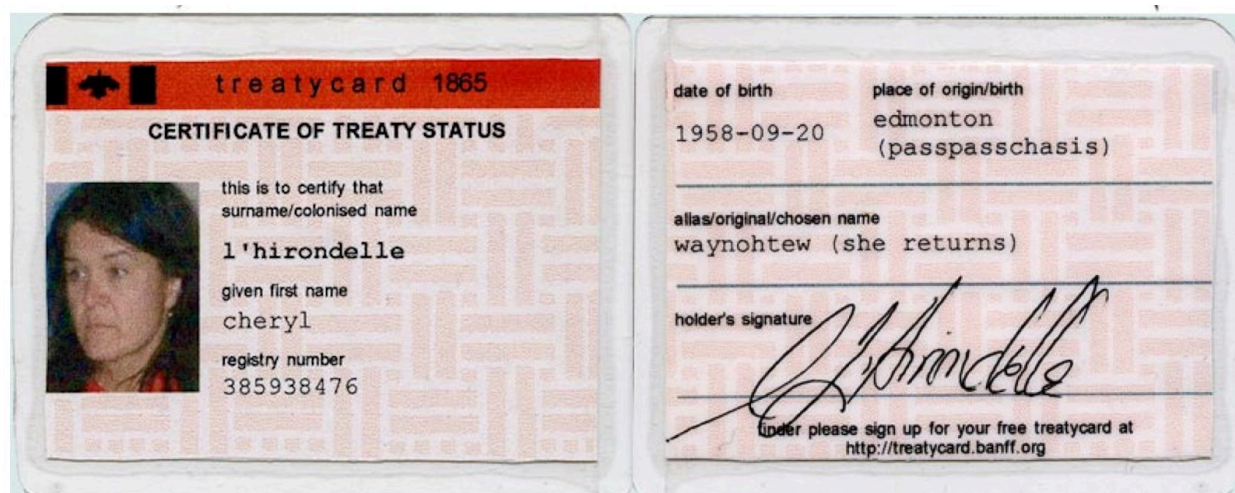 treatycard 1865
CERTIFICATE OF TREATY STATUS
this is to certify that
surname/colonised name
l'hirondelle
given first name
cheryl
registry number
385938476
date of birth
place of origin/birth
1958-09-20
edmonton
(passpasschasis)
alias/original/chosen name
waynohtew (she returns)
holder's signature
l'hirondelle
finder please sign up for your free treatycard at
http://treatycard.banff.org